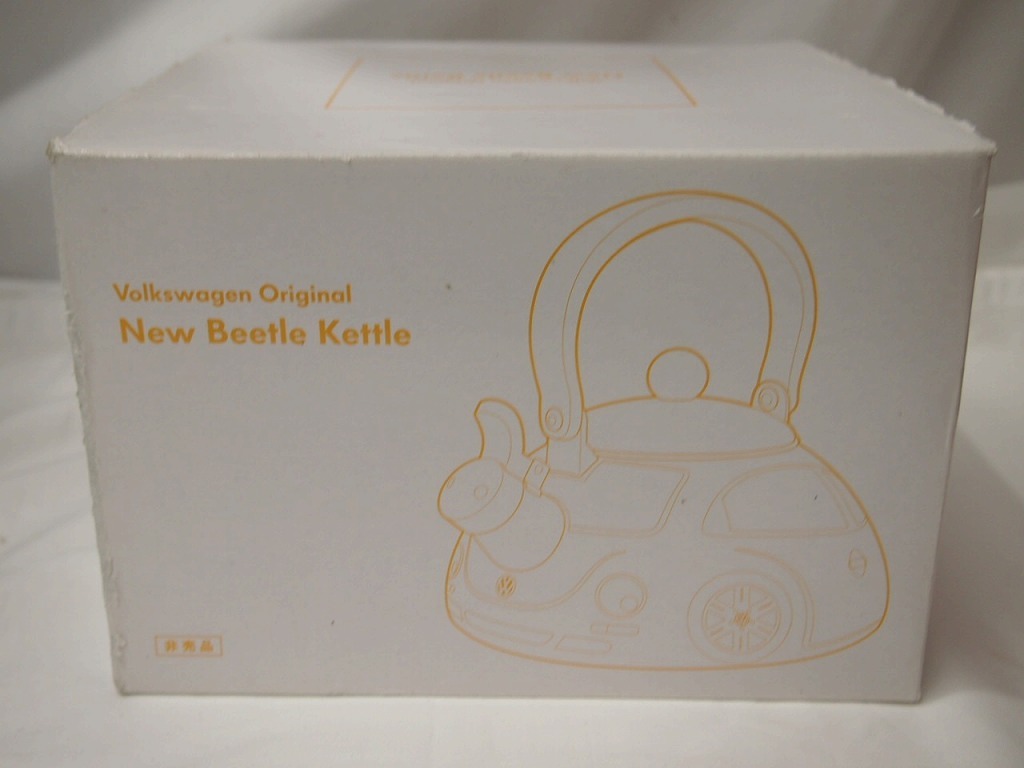 Volkswagen Original
New Beetle Kettle
非売品